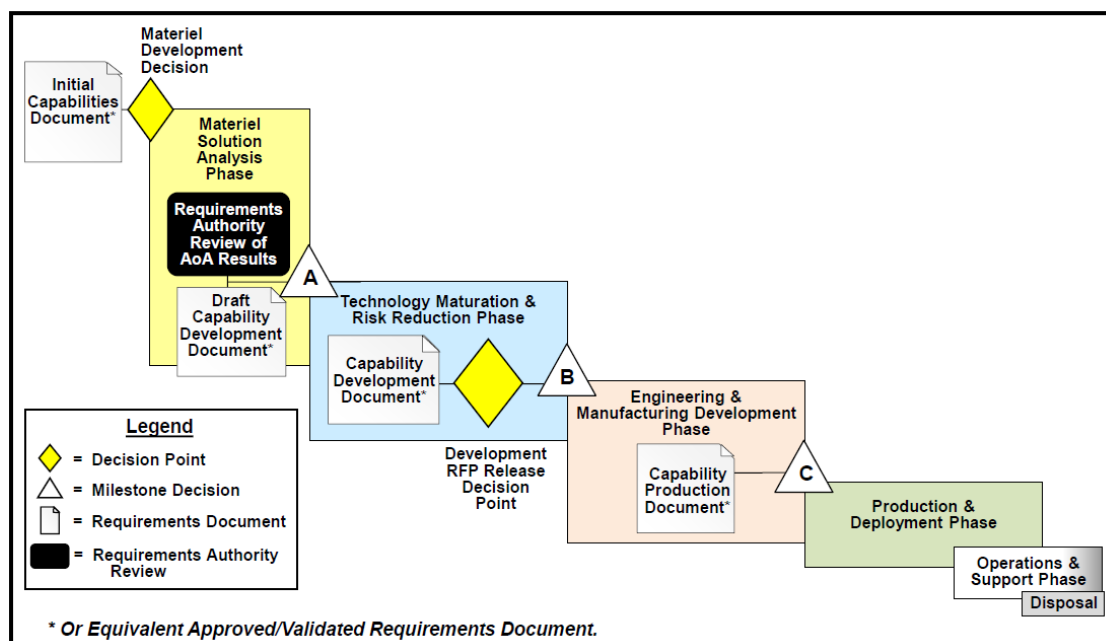 Materiel
Development
Decision
Initial
Capabilities
Document*
Materiel
Solution
Analysis
Phase
Requirements
Authority
Review of
AoA Results
A
Draft
Capability
Development
Document*
Technology Maturation &
Risk Reduction Phase
Capability
Development
Document*
B
Development
RFP Release
Decision
Point
Engineering &
Manufacturing Development
Phase
Capability
Production
Document*
C
Production &
Deployment Phase
Operations &
Support Phase
Disposal
Legend
= Decision Point
= Milestone Decision
= Requirements Document
= Requirements Authority
Review
* Or Equivalent Approved/Validated Requirements Document.